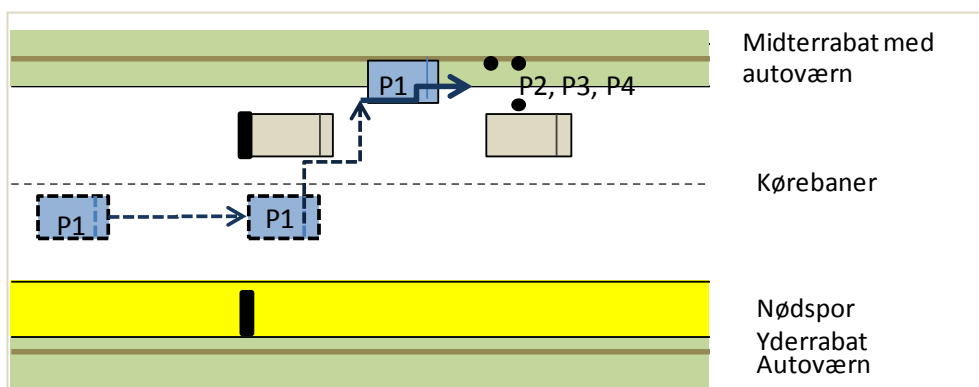 Midterrabat med
autoværn
P1
P2, P3, P4
Kørebaner
P1
P1
Nødspor
Yderrabat
Autoværn